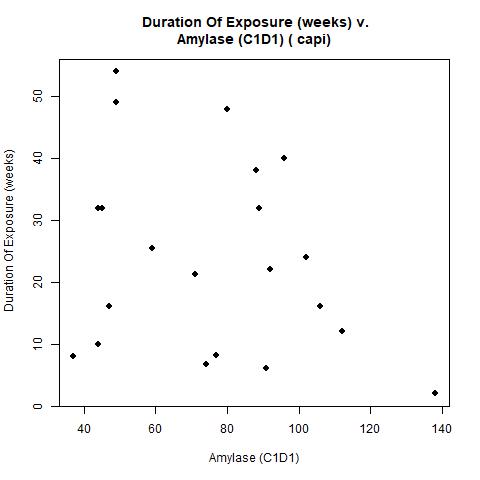 Duration Of Exposure (weeks) v.
Amylase (C1D1) ( capi)
Duration Of Exposure (weeks)
50
40
30
20
10
0
40 60 80 100 120 140
Amylase (C1D1)